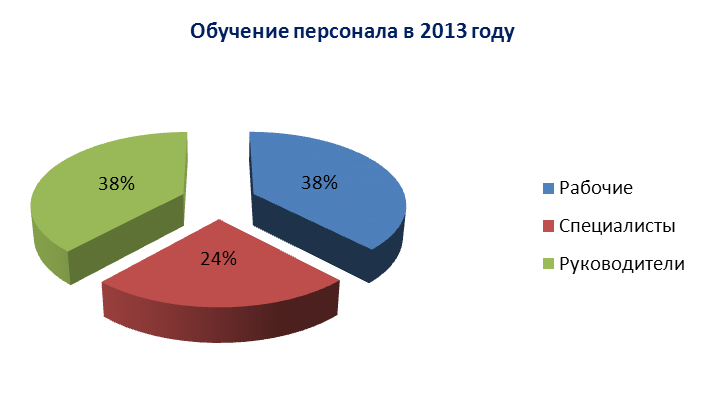 Обучение персонала в 2013 году
38%
38%
24%
Рабочие
Специалисты
Руководители